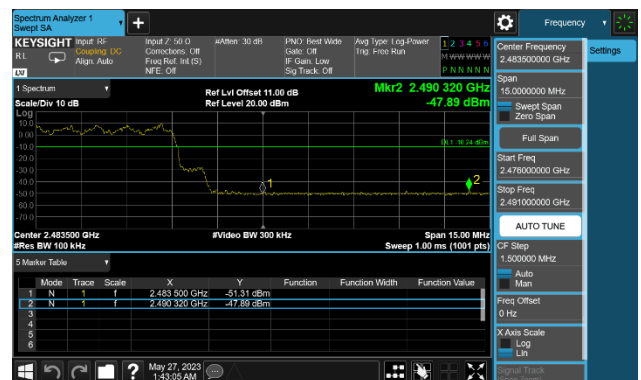 Spectrum Analyzer 1
Swept SA
Frequency
KEYSIGHT
RL
LV
Input: RF
Coupling: DC
Align: Auto
Input Z: 50 Ω
Corrections: Off
Freq Ref: Int (S)
NFE: Off
#Atten: 30 dB
PNO: Best Wide
Gate: Off
IF Gain: Low
Sig Track: Off
Avg Type: Log-Power
Trig: Free Run
1 2 3 4 5 6
M W W W W W
P N N N N N
Center Frequency
2.483500000 GHz
Settings
Span
15.0000000 MHz
Swept Span
Zero Span
Full Span
Start Freq
2.476000000 GHz
Stop Freq
2.491000000 GHz
AUTO TUNE
CF Step
1.500000 MHz
Auto
Man
Freq Offset
0 Hz
X Axis Scale
Log
Lin
Signal Track
1 Spectrum
Scale/Div 10 dB
Ref Lvl Offset 11.00 dB
Ref Level 20.00 dBm
Mkr2 2.490 320 GHz
-47.89 dBm
Log
10.0
0.00
-10.0
-20.0
-30.0
-40.0
-50.0
-60.0
-70.0
DL1 -10.24 dBm
1
2
Center 2.483500 GHz
#Video BW 300 kHz
Span 15.00 MHz
#Res BW 100 kHz
Sweep 1.00 ms (1001 pts)
5 Marker Table
Mode Trace Scale X Y Function Function Width Function Value
1 N 1 f 2.483 500 GHz -51.31 dBm
2 N 1 f 2.490 320 GHz -47.89 dBm
3
4
5
6
May 27, 2023
1:43:05 AM